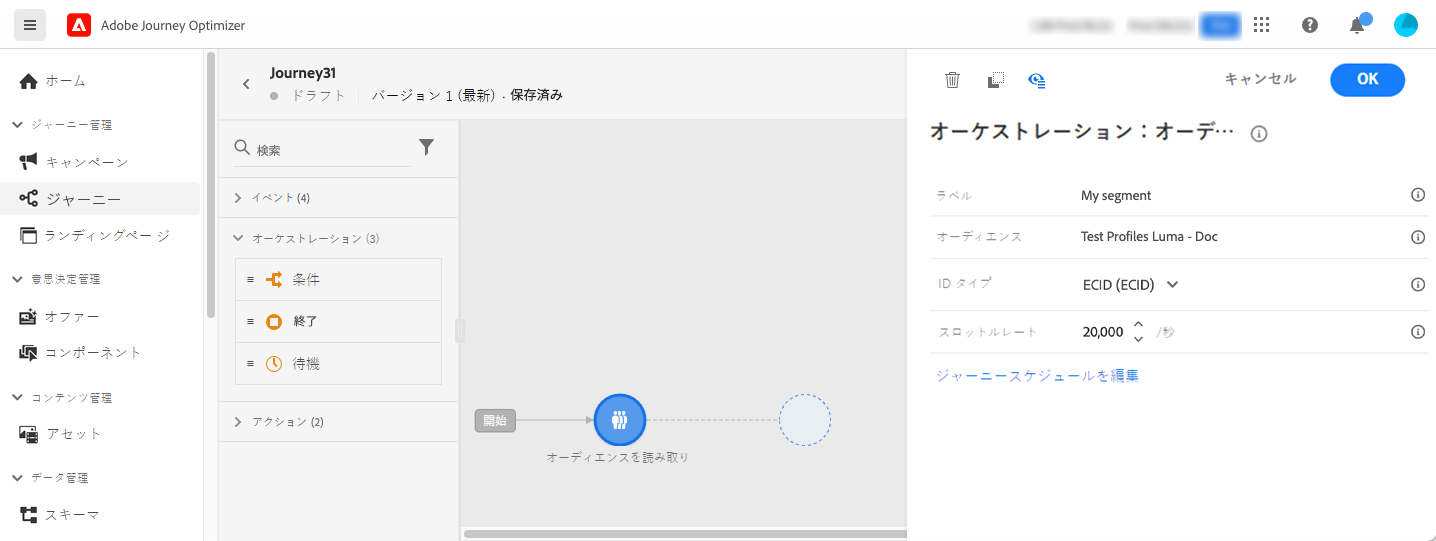 Adobe Journey Optimizer
ホーム
ジャーニー管理
キャンペーン
ジャーニー
ランディングページ
意思決定管理
オファー
コンポーネント
コンテンツ管理
アセット
データ管理
スキーマ
Journey31
ドラフト バージョン 1 (最新) . 保存済み
検索
イベント (4)
オーケストレーション (3)
条件
終了
待機
アクション (2)
開始
オーディエンスを読み取り
キャンセル OK
オーケストレーション：オーデ…
ラベル My segment
オーディエンス Test Profiles Luma - Doc
ID タイプ ECID (ECID)
スロットルレート 20,000 /秒
ジャーニースケジュールを編集